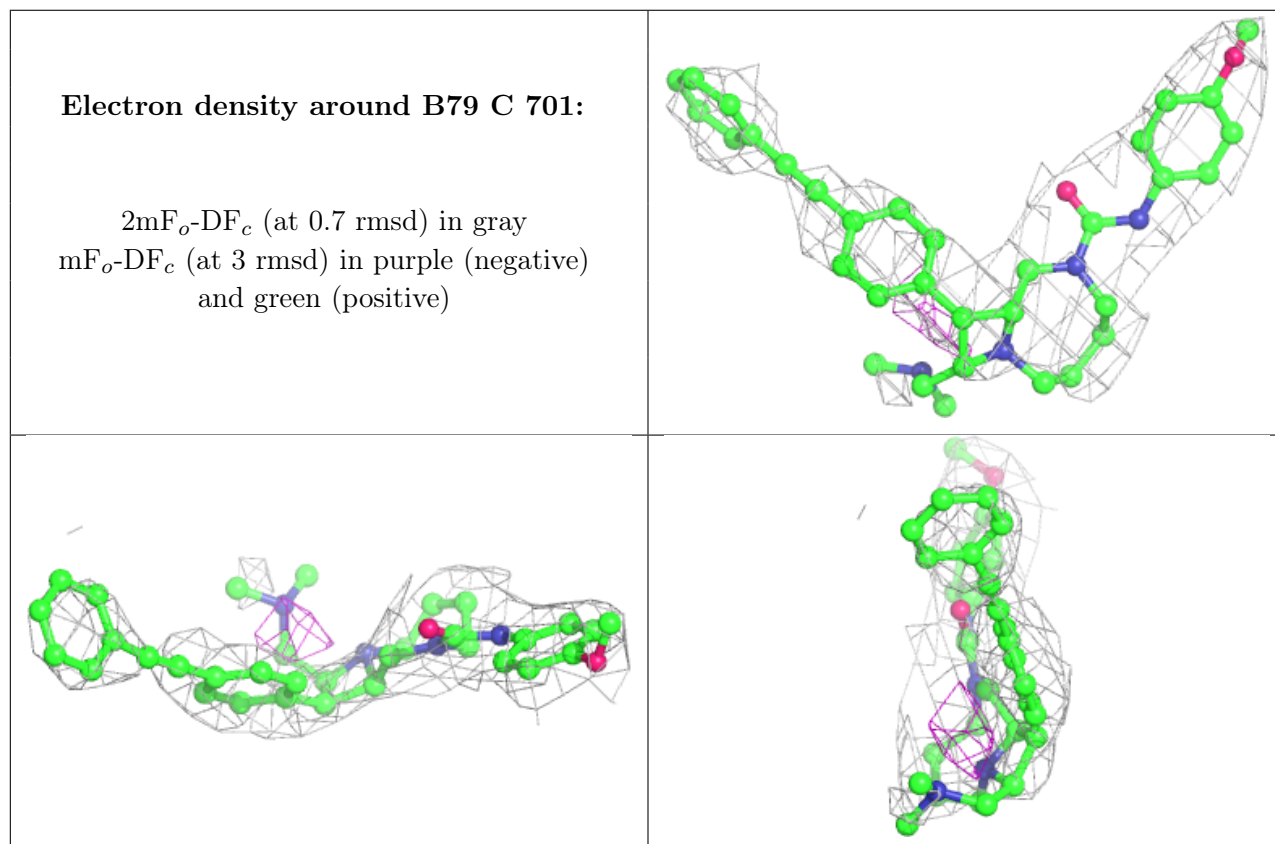 Electron density around B79 C 701:
2mFₒ-DF𝒸 (at 0.7 rmsd) in gray
mFₒ-DF𝒸 (at 3 rmsd) in purple (negative)
and green (positive)